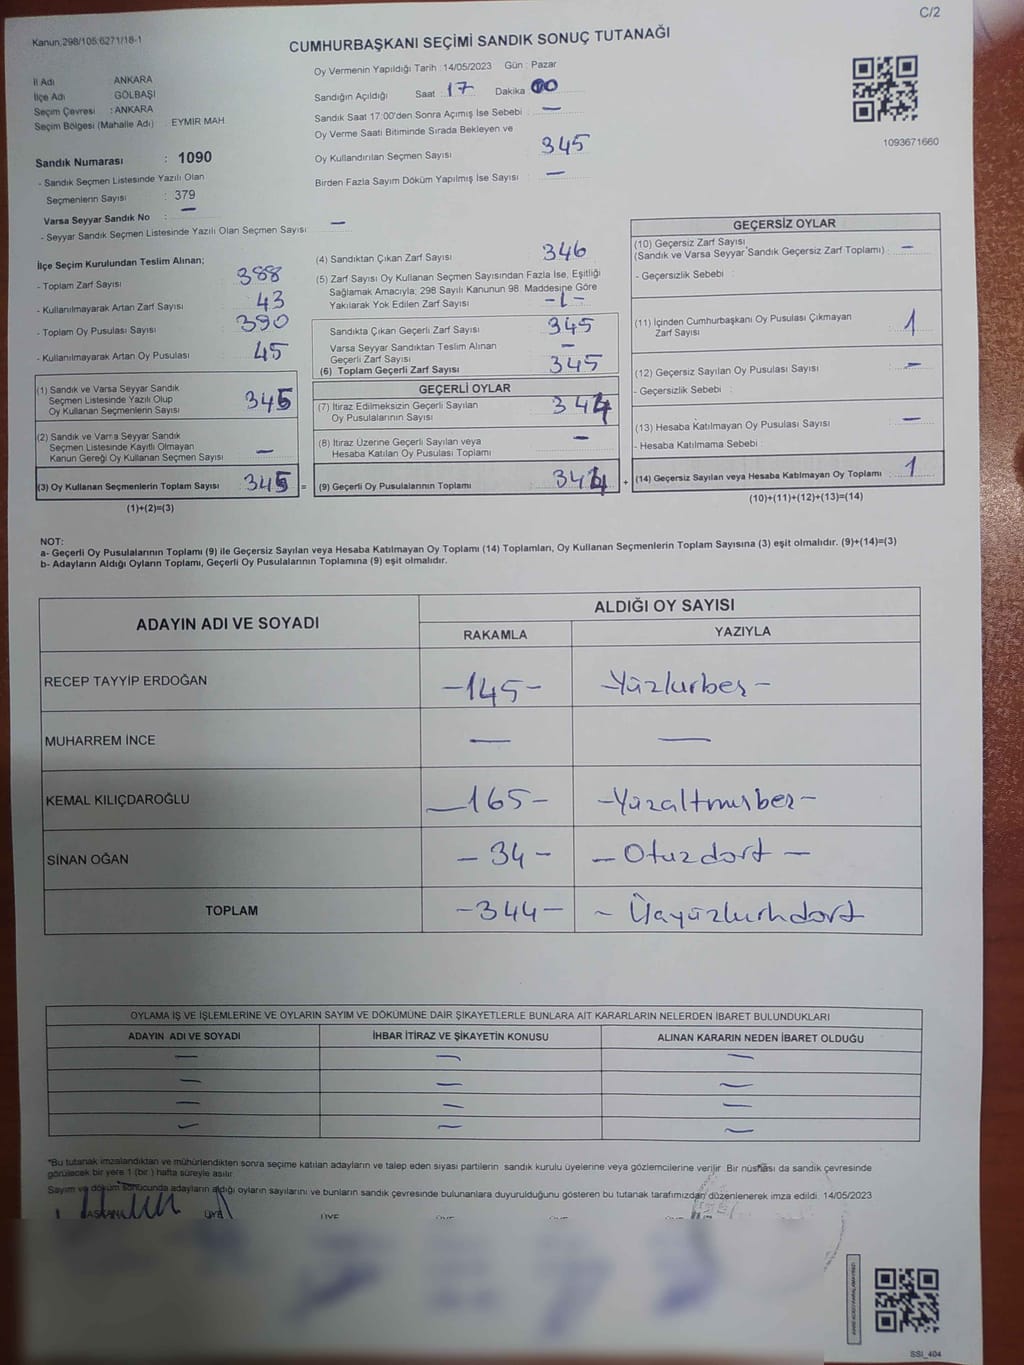 C/2
Kanun:298/105;6271/18-1
CUMHURBAŞKANI SEÇİMİ SANDIK SONUÇ TUTANAĞI
İl Adı ANKARA
İlçe Adı GÖLBAŞI
Seçim Çevresi : ANKARA
Seçim Bölgesi (Mahalle Adı) : EYMİR MAH
Sandık Numarası : 1090
- Sandık Seçmen Listesinde Yazılı Olan
Seçmenlerin Sayısı : 379
Varsa Seyyar Sandık No : —
- Seyyar Sandık Seçmen Listesinde Yazılı Olan Seçmen Sayısı : —
Oy Vermenin Yapıldığı Tarih :14/05/2023 Gün : Pazar
Sandığın Açıldığı Saat : 17 Dakika : 00
Sandık Saat 17:00'den Sonra Açımış İse Sebebi : —
Oy Verme Saati Bitiminde Sırada Bekleyen ve
Oy Kullandırılan Seçmen Sayısı : 345
Birden Fazla Sayım Döküm Yapılmış İse Sayısı : —
1093671660
İlçe Seçim Kurulundan Teslim Alınan;
- Toplam Zarf Sayısı : 388
- Kullanılmayarak Artan Zarf Sayısı : 43
- Toplam Oy Pusulası Sayısı : 390
- Kullanılmayarak Artan Oy Pusulası : 45
(1) Sandık ve Varsa Seyyar Sandık
Seçmen Listesinde Yazılı Olup
Oy Kullanan Seçmenlerin Sayısı : 345
(2) Sandık ve Varsa Seyyar Sandık
Seçmen Listesinde Kayıtlı Olmayan
Kanun Gereği Oy Kullanan Seçmen Sayısı : —
(3) Oy Kullanan Seçmenlerin Toplam Sayısı : 345 =
(1)+(2)=(3)
(4) Sandıktan Çıkan Zarf Sayısı : 346
(5) Zarf Sayısı Oy Kullanan Seçmen Sayısından Fazla İse, Eşitliği
Sağlamak Amacıyla; 298 Sayılı Kanunun 98. Maddesine Göre
Yakılarak Yok Edilen Zarf Sayısı : -1-
Sandıkta Çıkan Geçerli Zarf Sayısı : 345
Varsa Seyyar Sandıktan Teslim Alınan
Geçerli Zarf Sayısı : —
(6) Toplam Geçerli Zarf Sayısı : 345
GEÇERLİ OYLAR
(7) İtiraz Edilmeksizin Geçerli Sayılan
Oy Pusulalarının Sayısı : 344
(8) İtiraz Üzerine Geçerli Sayılan veya
Hesaba Katılan Oy Pusulası Toplamı : —
(9) Geçerli Oy Pusulalarının Toplamı : 344 +
GEÇERSİZ OYLAR
(10) Geçersiz Zarf Sayısı
(Sandık ve Varsa Seyyar Sandık Geçersiz Zarf Toplamı) : —
- Geçersizlik Sebebi :
(11) İçinden Cumhurbaşkanı Oy Pusulası Çıkmayan
Zarf Sayısı : 1
(12) Geçersiz Sayılan Oy Pusulası Sayısı : —
- Geçersizlik Sebebi :
(13) Hesaba Katılmayan Oy Pusulası Sayısı : —
- Hesaba Katılmama Sebebi :
(14) Geçersiz Sayılan veya Hesaba Katılmayan Oy Toplamı : 1
(10)+(11)+(12)+(13)=(14)
NOT:
a- Geçerli Oy Pusulalarının Toplamı (9) ile Geçersiz Sayılan veya Hesaba Katılmayan Oy Toplamı (14) Toplamları, Oy Kullanan Seçmenlerin Toplam Sayısına (3) eşit olmalıdır. (9)+(14)=(3)
b- Adayların Aldığı Oyların Toplamı, Geçerli Oy Pusulalarının Toplamına (9) eşit olmalıdır.
ADAYIN ADI VE SOYADI ALDIĞI OY SAYISI
RAKAMLA YAZIYLA
RECEP TAYYİP ERDOĞAN -145- -Yüzkırkbeş-
MUHARREM İNCE — —
KEMAL KILIÇDAROĞLU -165- -Yüzaltmışbeş-
SİNAN OĞAN -34- -Otuzdört-
TOPLAM -344- - Üçyüzkırkdört
OYLAMA İŞ VE İŞLEMLERİNE VE OYLARIN SAYIM VE DÖKÜMÜNE DAİR ŞİKAYETLERLE BUNLARA AİT KARARLARIN NELERDEN İBARET BULUNDUKLARI
ADAYIN ADI VE SOYADI İHBAR İTİRAZ VE ŞİKAYETİN KONUSU ALINAN KARARIN NEDEN İBARET OLDUĞU
— — —
— — —
— — —
— — —
*Bu tutanak imzalandıktan ve mühürlendikten sonra seçime katılan adayların ve talep eden siyasi partilerin sandık kurulu üyelerine veya gözlemcilerine verilir. Bir nüshası da sandık çevresinde
görülecek bir yere 1 (bir ) hafta süreyle asılır.
Sayım ve döküm sonucunda adayların aldığı oyların sayılarını ve bunların sandık çevresinde bulunanlara duyurulduğunu gösteren bu tutanak tarafımızdan düzenlenerek imza edildi. 14/05/2023
BAŞKAN ÜYE ÜYE ÜYE ÜYE ÜYE
SSİ_404